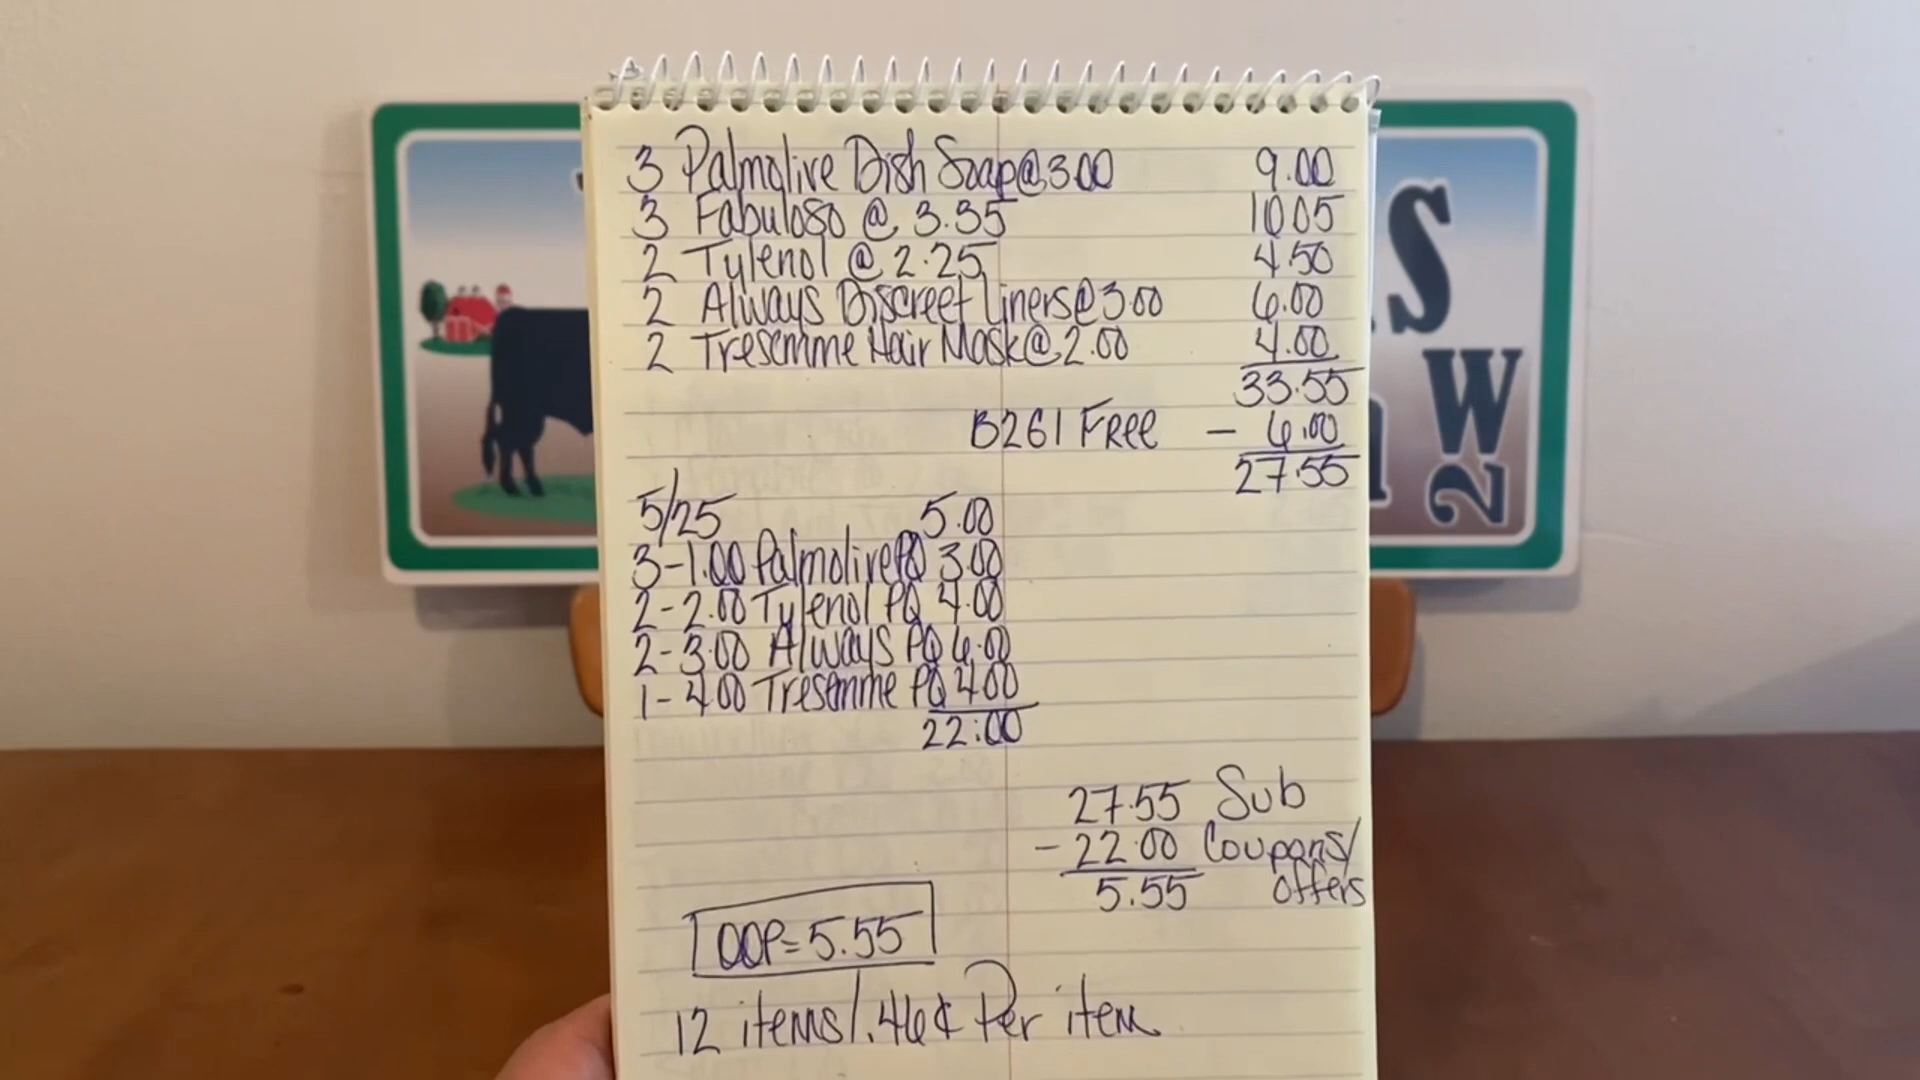 3 Palmolive Dish Soap@3.00 9.00
3 Fabuloso @ 3.35 10.05
2 Tylenol @ 2.25 4.50
2 Always Discreet Liners@3.00 6.00
2 Tresemme Hair Mask@2.00 4.00
33.55
B2G1 Free - 6.00
27.55
5/25 5.00
3-1.00 Palmolive PQ 3.00
2-2.00 Tylenol PQ 4.00
2-3.00 Always PQ 6.00
1-4.00 Tresemme PQ 4.00
22.00
27.55 Sub
- 22.00 Coupons/
5.55 offers
OOP=5.55
12 items/.46¢ Per item
S
W
2